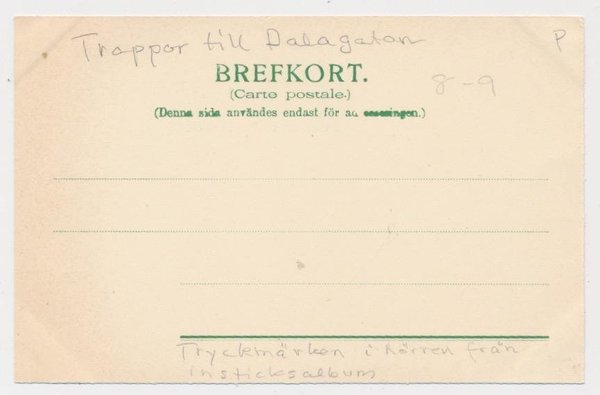 Trappor till Dalagatan
P
BREFKORT.
8-9
(Carte postale.)
(Denna sida användes endast för ad
Tryckmärken i hörren från
insticksalbum